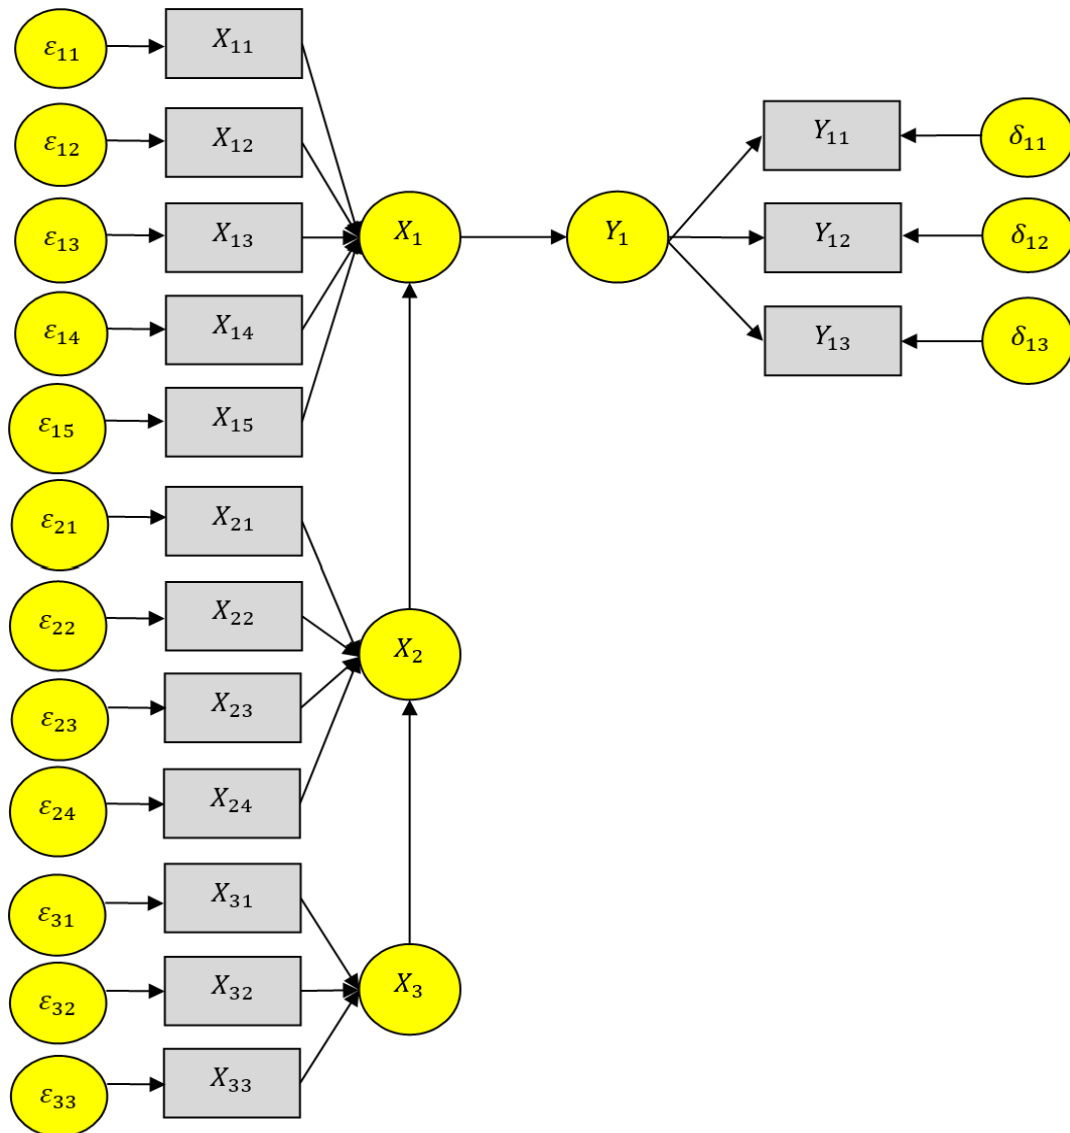 ε₁₁ X₁₁
ε₁₂ X₁₂ Y₁₁ δ₁₁
ε₁₃ X₁₃ X₁ Y₁ Y₁₂ δ₁₂
ε₁₄ X₁₄ Y₁₃ δ₁₃
ε₁₅ X₁₅
ε₂₁ X₂₁
ε₂₂ X₂₂
X₂
ε₂₃ X₂₃
ε₂₄ X₂₄
ε₃₁ X₃₁
ε₃₂ X₃₂ X₃
ε₃₃ X₃₃